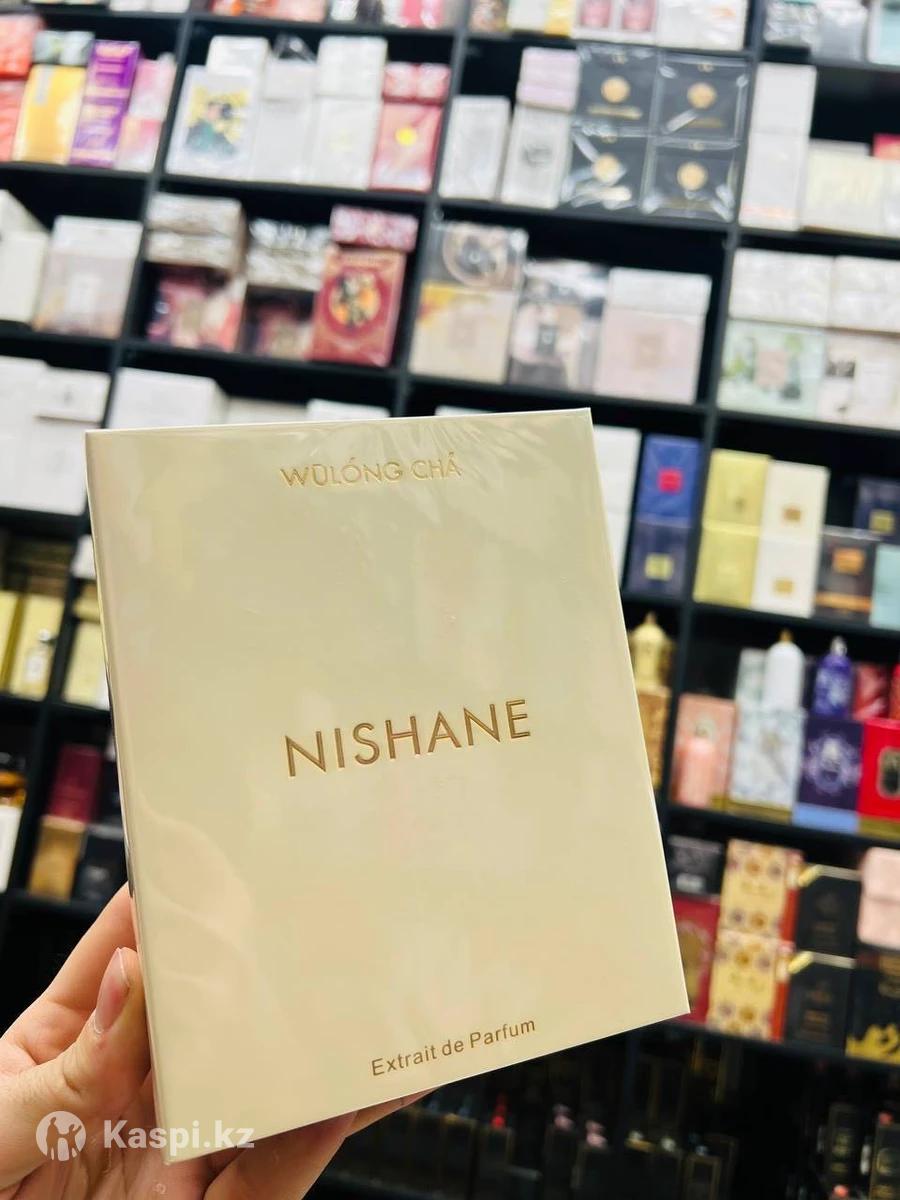 WŪLÓNG CHÁ
NISHANE
Extrait de Parfum
Kaspi.kz